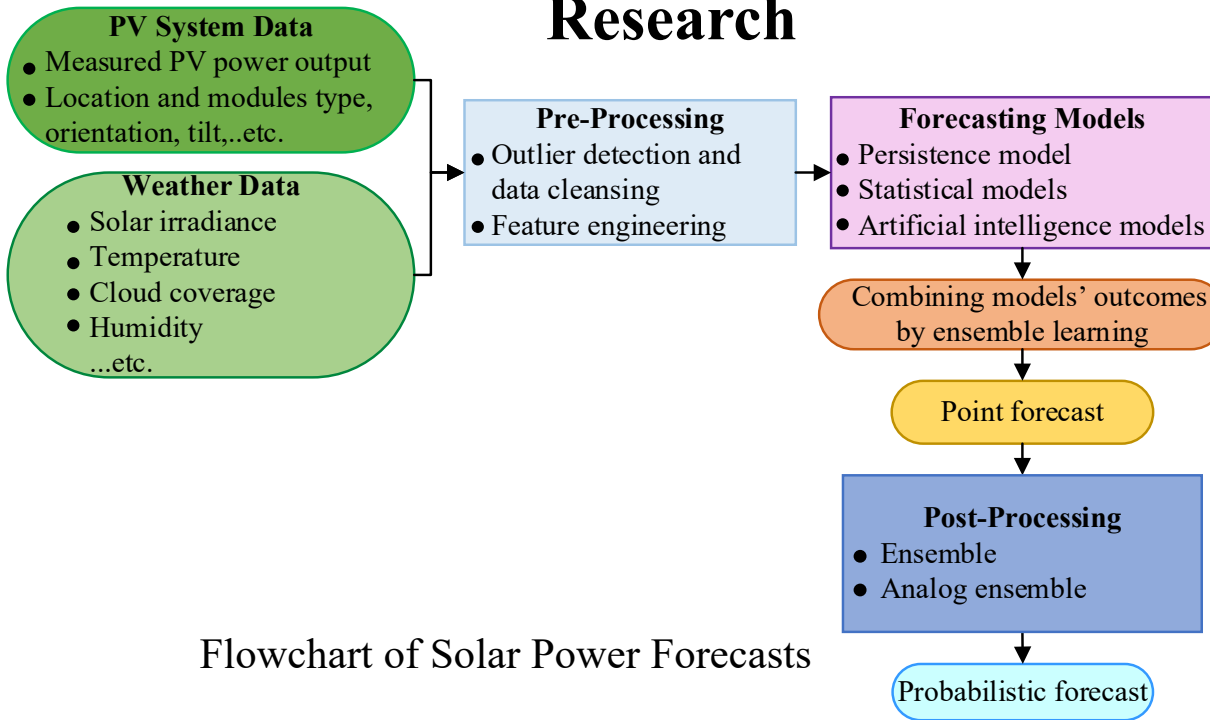 Research
PV System Data
● Measured PV power output
● Location and modules type,
orientation, tilt,..etc.
Weather Data
● Solar irradiance
● Temperature
● Cloud coverage
● Humidity
...etc.
Pre-Processing
● Outlier detection and
data cleansing
● Feature engineering
Forecasting Models
● Persistence model
● Statistical models
● Artificial intelligence models
Combining models’ outcomes
by ensemble learning
Point forecast
Post-Processing
● Ensemble
● Analog ensemble
Probabilistic forecast
Flowchart of Solar Power Forecasts